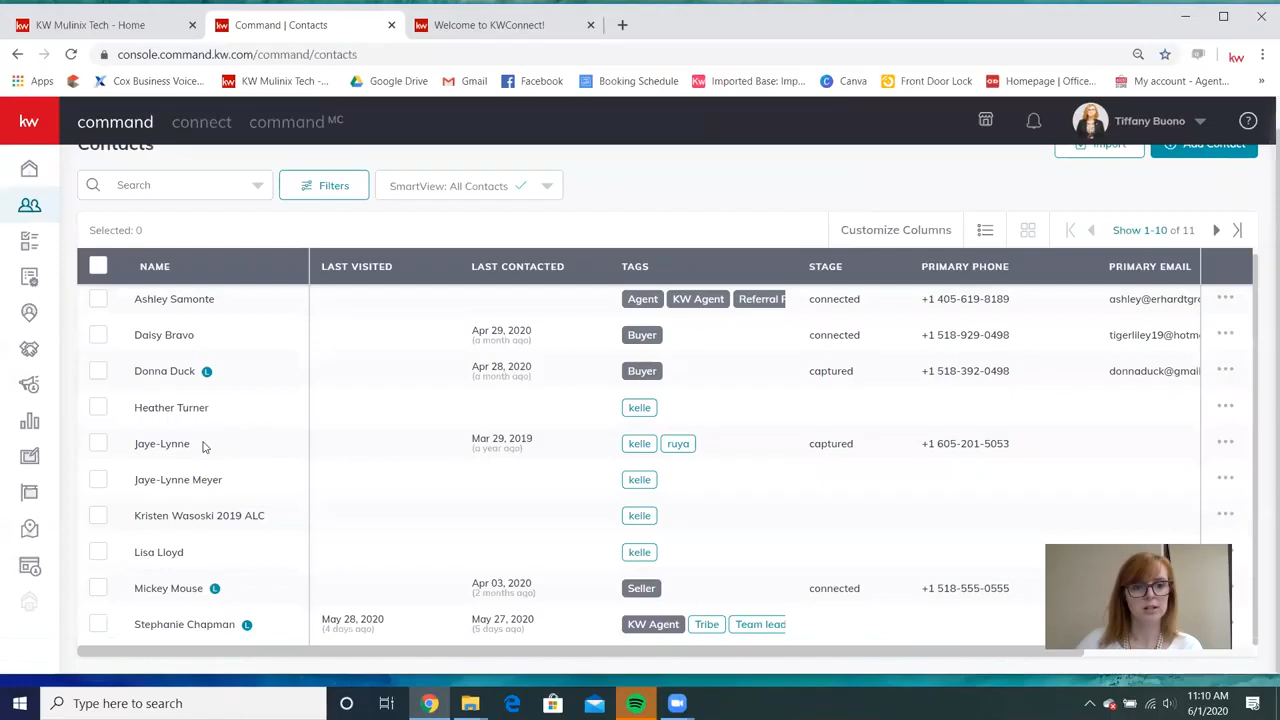 KW Mulinix Tech - Home
Command | Contacts
Welcome to KWConnect!
console.command.kw.com/command/contacts
Apps
Cox Business Voice...
KW Mulinix Tech -...
Google Drive
Gmail
Facebook
Booking Schedule
Imported Base: Imp...
Canva
Front Door Lock
Homepage | Office...
My account - Agent...
kw
command
connect
command MC
Tiffany Buono
Contacts
Import
Add Contact
Search
Filters
SmartView: All Contacts
Selected: 0
Customize Columns
Show 1-10 of 11
NAME LAST VISITED LAST CONTACTED TAGS STAGE PRIMARY PHONE PRIMARY EMAIL
Ashley Samonte Agent KW Agent Referral P connected +1 405-619-8189 ashley@erhardtgro
Daisy Bravo Apr 29, 2020 Buyer connected +1 518-929-0498 tigerliley19@hotm
(a month ago)
Donna Duck L Apr 28, 2020 Buyer captured +1 518-392-0498 donnaduck@gmai
(a month ago)
Heather Turner kelle
Jaye-Lynne Mar 29, 2019 kelle ruya captured +1 605-201-5053
(a year ago)
Jaye-Lynne Meyer kelle
Kristen Wasoski 2019 ALC kelle
Lisa Lloyd kelle
Mickey Mouse L Apr 03, 2020 Seller connected +1 518-555-0555
(2 months ago)
Stephanie Chapman L May 28, 2020 May 27, 2020 KW Agent Tribe Team lead
(4 days ago) (5 days ago)
Type here to search
11:10 AM
6/1/2020